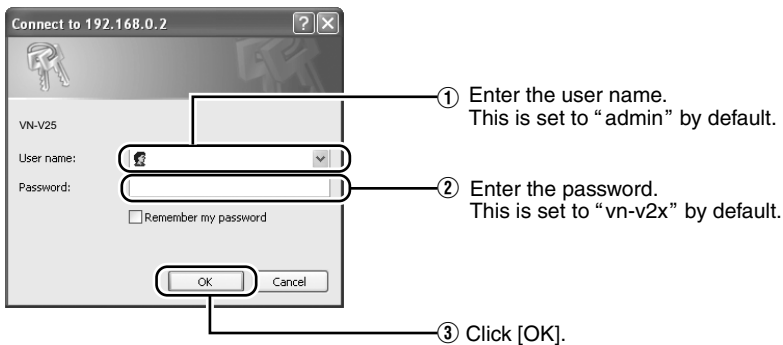 Connect to 192.168.0.2
VN-V25
User name:
Password:
Remember my password
OK
Cancel
① Enter the user name.
This is set to “admin” by default.
② Enter the password.
This is set to “vn-v2x” by default.
③ Click [OK].